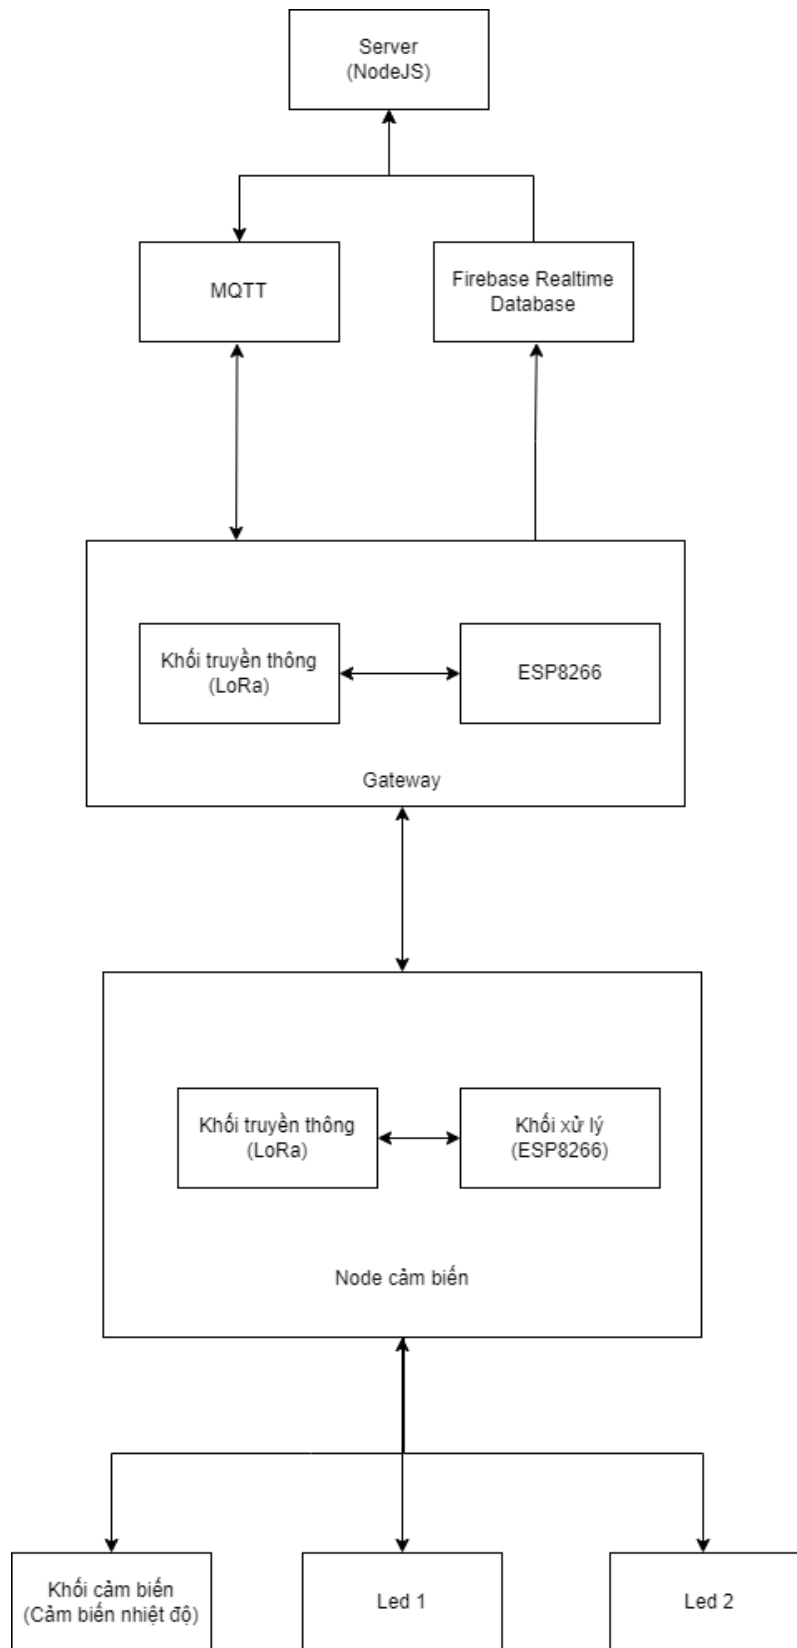 Server
(NodeJS)
MQTT
Firebase Realtime
Database
Khối truyền thông
(LoRa)
ESP8266
Gateway
Khối truyền thông
(LoRa)
Khối xử lý
(ESP8266)
Node cảm biến
Khối cảm biến
(Cảm biến nhiệt độ)
Led 1
Led 2